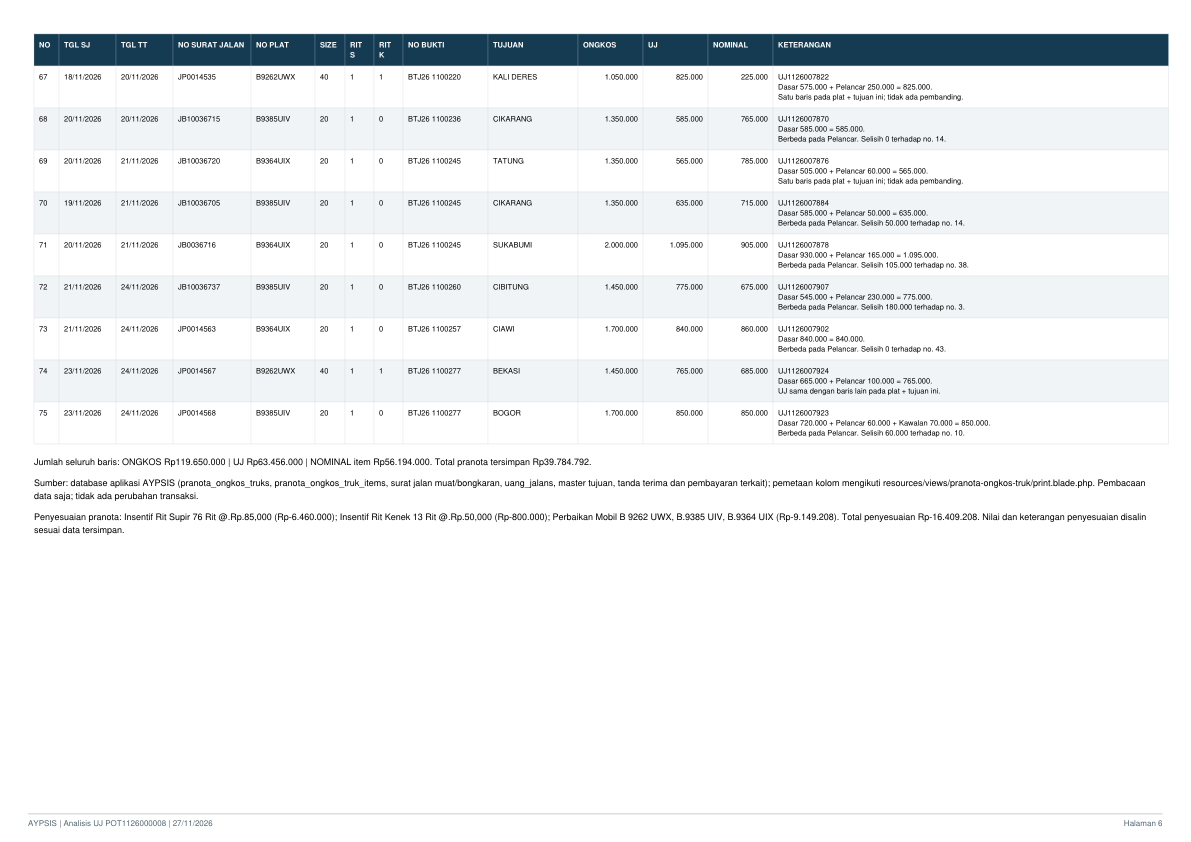 NO TGL SJ TGL TT NO SURAT JALAN NO PLAT SIZE RIT S RIT K NO BUKTI TUJUAN ONGKOS UJ NOMINAL KETERANGAN
67 18/11/2026 20/11/2026 JP0014535 B9262UWX 40 1 1 BTJ26 1100220 KALI DERES 1.050.000 825.000 225.000 UJ1126007822
Dasar 575.000 + Pelancar 250.000 = 825.000.
Satu baris pada plat + tujuan ini; tidak ada pembanding.
68 20/11/2026 20/11/2026 JB10036715 B9385UIV 20 1 0 BTJ26 1100236 CIKARANG 1.350.000 585.000 765.000 UJ1126007870
Dasar 585.000 = 585.000.
Berbeda pada Pelancar. Selisih 0 terhadap no. 14.
69 20/11/2026 21/11/2026 JB10036720 B9364UIX 20 1 0 BTJ26 1100245 TATUNG 1.350.000 565.000 785.000 UJ1126007876
Dasar 505.000 + Pelancar 60.000 = 565.000.
Satu baris pada plat + tujuan ini; tidak ada pembanding.
70 19/11/2026 21/11/2026 JB10036705 B9385UIV 20 1 0 BTJ26 1100245 CIKARANG 1.350.000 635.000 715.000 UJ1126007884
Dasar 585.000 + Pelancar 50.000 = 635.000.
Berbeda pada Pelancar. Selisih 50.000 terhadap no. 14.
71 20/11/2026 21/11/2026 JB0036716 B9364UIX 20 1 0 BTJ26 1100245 SUKABUMI 2.000.000 1.095.000 905.000 UJ1126007878
Dasar 930.000 + Pelancar 165.000 = 1.095.000.
Berbeda pada Pelancar. Selisih 105.000 terhadap no. 38.
72 21/11/2026 24/11/2026 JB10036737 B9385UIV 20 1 0 BTJ26 1100260 CIBITUNG 1.450.000 775.000 675.000 UJ1126007907
Dasar 545.000 + Pelancar 230.000 = 775.000.
Berbeda pada Pelancar. Selisih 180.000 terhadap no. 3.
73 21/11/2026 24/11/2026 JP0014563 B9364UIX 20 1 0 BTJ26 1100257 CIAWI 1.700.000 840.000 860.000 UJ1126007902
Dasar 840.000 = 840.000.
Berbeda pada Pelancar. Selisih 0 terhadap no. 43.
74 23/11/2026 24/11/2026 JP0014567 B9262UWX 40 1 1 BTJ26 1100277 BEKASI 1.450.000 765.000 685.000 UJ1126007924
Dasar 665.000 + Pelancar 100.000 = 765.000.
UJ sama dengan baris lain pada plat + tujuan ini.
75 23/11/2026 24/11/2026 JP0014568 B9385UIV 20 1 0 BTJ26 1100277 BOGOR 1.700.000 850.000 850.000 UJ1126007923
Dasar 720.000 + Pelancar 60.000 + Kawalan 70.000 = 850.000.
Berbeda pada Pelancar. Selisih 60.000 terhadap no. 10.
Jumlah seluruh baris: ONGKOS Rp119.650.000 | UJ Rp63.456.000 | NOMINAL item Rp56.194.000. Total pranota tersimpan Rp39.784.792.
Sumber: database aplikasi AYPSIS (pranota_ongkos_truks, pranota_ongkos_truk_items, surat jalan muat/bongkaran, uang_jalans, master tujuan, tanda terima dan pembayaran terkait); pemetaan kolom mengikuti resources/views/pranota-ongkos-truk/print.blade.php. Pembacaan
data saja; tidak ada perubahan transaksi.
Penyesuaian pranota: Insentif Rit Supir 76 Rit @.Rp.85,000 (Rp-6.460.000); Insentif Rit Kenek 13 Rit @.Rp.50,000 (Rp-800.000); Perbaikan Mobil B 9262 UWX, B.9385 UIV, B.9364 UIX (Rp-9.149.208). Total penyesuaian Rp-16.409.208. Nilai dan keterangan penyesuaian disalin
sesuai data tersimpan.
AYPSIS | Analisis UJ POT1126000008 | 27/11/2026
Halaman 6